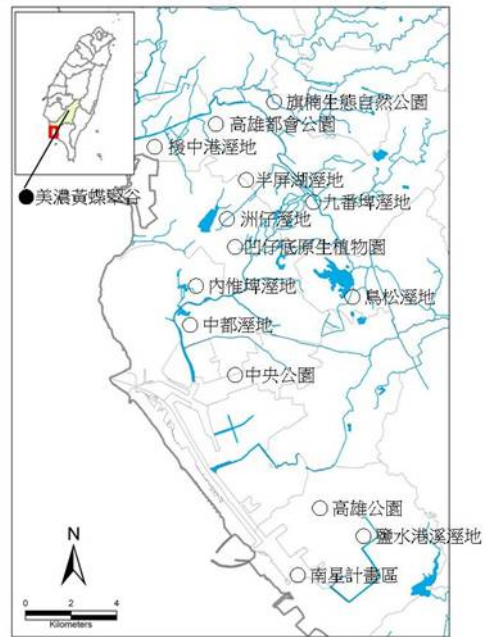 旗楠生態自然公園
高雄都會公園
援中港溼地
半屏湖溼地
美濃黃蝶翠谷
九番埤溼地
洲仔溼地
凹仔底原生植物園
內惟埤溼地
鳥松溼地
中都溼地
中央公園
高雄公園
鹽水港溪溼地
N
南星計畫區
0 2 4
Kilometers